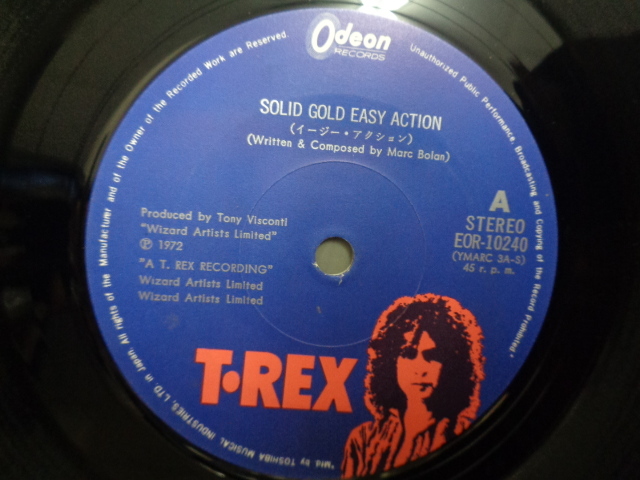 Odeon
RECORDS
SOLID GOLD EASY ACTION
(イージー・アクション)
(Written & Composed by Marc Bolan)
A
STEREO
EOR-10240
(YMARC 3A-S)
45 r. p. m.
Produced by Tony Visconti
"Wizard Artists Limited"
℗ 1972
"A T. REX RECORDING"
Wizard Artists Limited
Wizard Artists Limited
T•REX
"Mfd. by TOSHIBA MUSICAL INDUSTRIES, LTD. in Japan. All rights of the Manufacturer and of the Owner of the Recorded Work are Reserved. Unauthorized Public Performance, Broadcasting and Copying of the Record Prohibited"